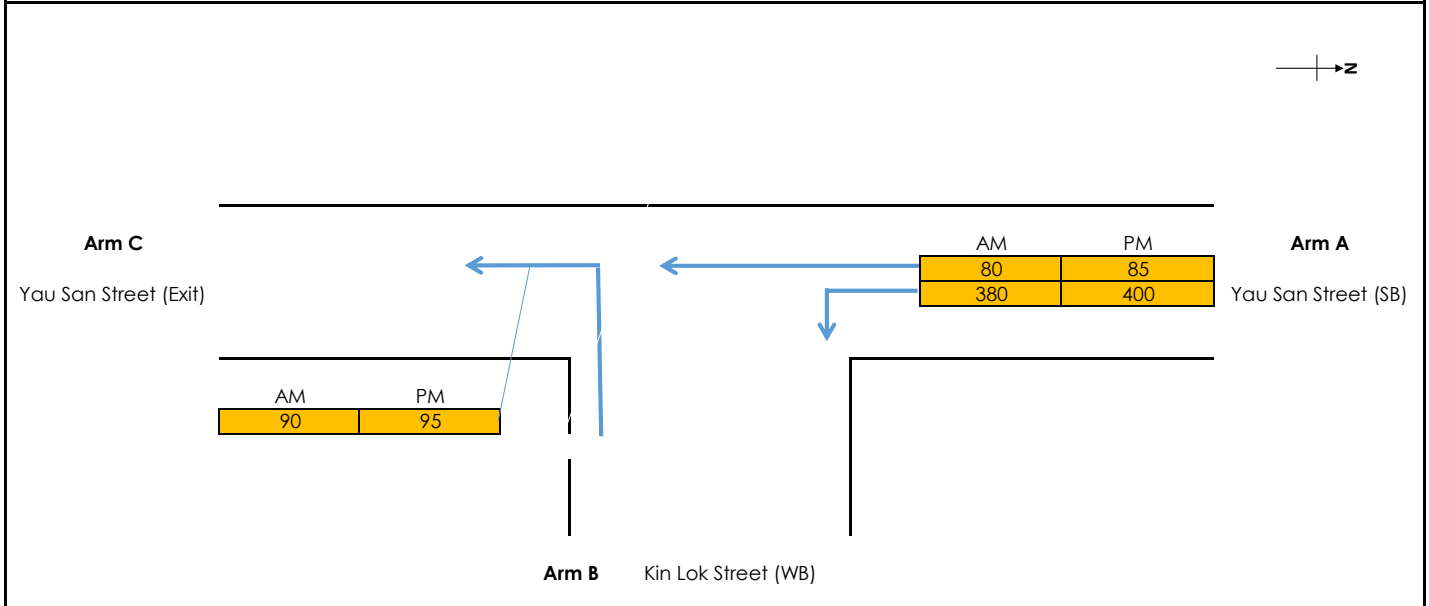 N
Arm C
AM PM
Arm A
80 85
Yau San Street (Exit)
380 400
Yau San Street (SB)
AM PM
90 95
Arm B Kin Lok Street (WB)